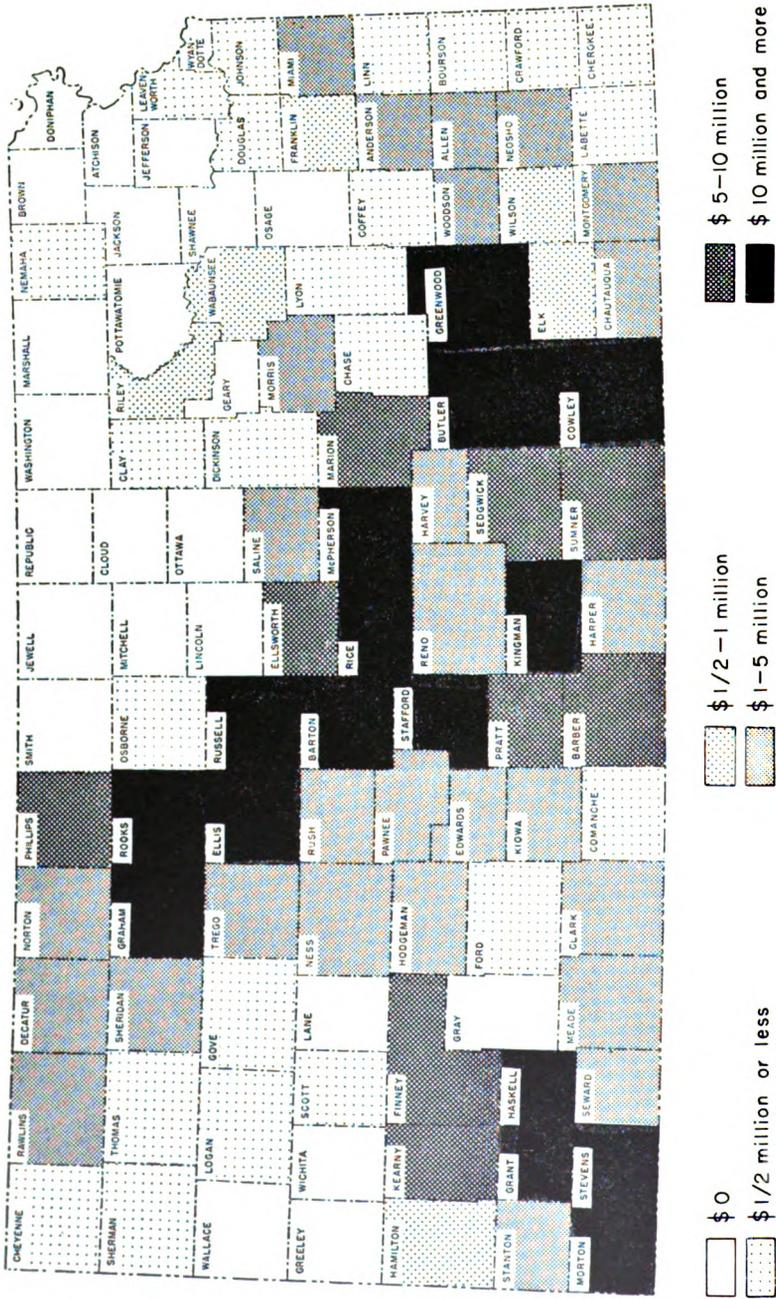 CHEYENNE
RAWLINS
DECATUR
NORTON
PHILLIPS
SMITH
JEWELL
REPUBLIC
WASHINGTON
MARSHALL
NEMAHA
BROWN
DONIPHAN
SHERMAN
THOMAS
SHERIDAN
GRAHAM
ROOKS
OSBORNE
MITCHELL
CLOUD
CLAY
RILEY
POTTAWATOMIE
JACKSON
ATCHISON
JEFFERSON
LEAVEN
WORTH
WYAN
DOTTE
WALLACE
LOGAN
GOVE
TREGO
ELLIS
RUSSELL
LINCOLN
OTTAWA
SALINE
DICKINSON
GEARY
WABAUNSEE
SHAWNEE
DOUGLAS
JOHNSON
GREELEY
WICHITA
SCOTT
LANE
NESS
RUSH
BARTON
ELLSWORTH
RICE
McPHERSON
MARION
MORRIS
CHASE
LYON
OSAGE
FRANKLIN
MIAMI
HAMILTON
KEARNY
FINNEY
GRAY
HODGEMAN
PAWNEE
STAFFORD
RENO
HARVEY
BUTLER
GREENWOOD
COFFEY
WOODSON
ANDERSON
ALLEN
LINN
BOURSON
STANTON
GRANT
HASKELL
FORD
EDWARDS
KIOWA
PRATT
KINGMAN
SEDGWICK
ELK
WILSON
NEOSHO
CRAWFORD
MORTON
STEVENS
SEWARD
MEADE
CLARK
COMANCHE
BARBER
HARPER
SUMNER
COWLEY
CHAUTAUQUA
MONTGOMERY
LABETTE
CHEROKEE
$0
$1/2 million or less
$1/2-1 million
$1-5 million
$5-10 million
$10 million and more